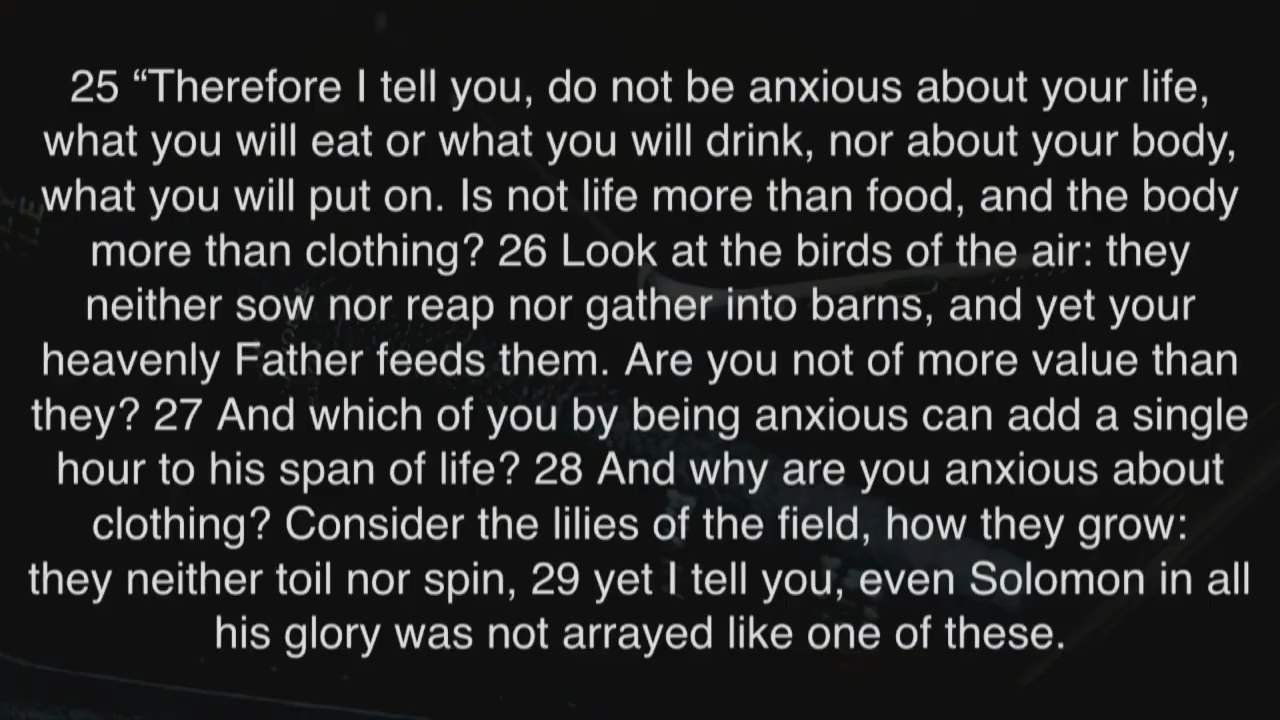 25 “Therefore I tell you, do not be anxious about your life,
what you will eat or what you will drink, nor about your body,
what you will put on. Is not life more than food, and the body
more than clothing? 26 Look at the birds of the air: they
neither sow nor reap nor gather into barns, and yet your
heavenly Father feeds them. Are you not of more value than
they? 27 And which of you by being anxious can add a single
hour to his span of life? 28 And why are you anxious about
clothing? Consider the lilies of the field, how they grow:
they neither toil nor spin, 29 yet I tell you, even Solomon in all
his glory was not arrayed like one of these.